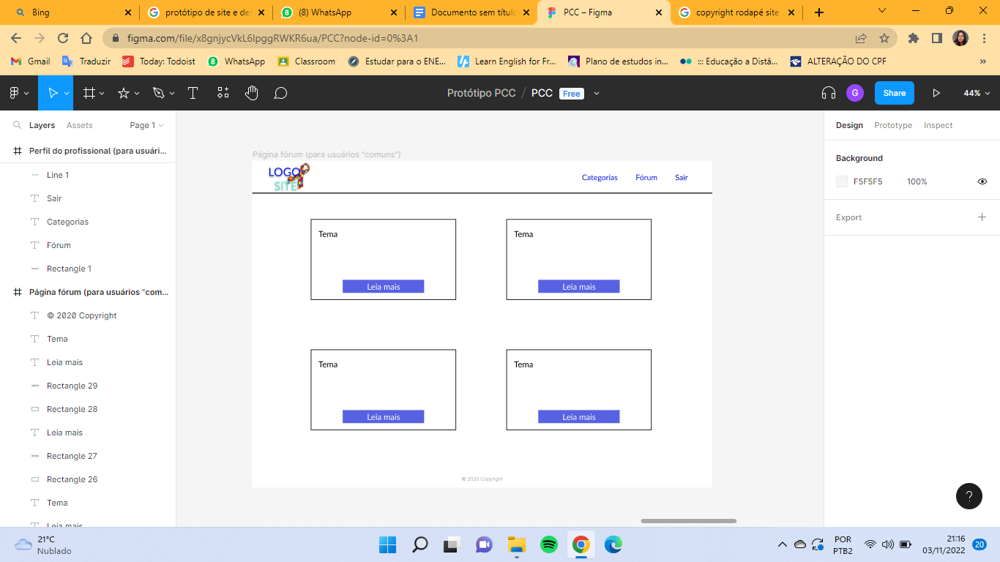 Bing
protótipo de site e de
(8) WhatsApp
Documento sem título
PCC – Figma
copyright rodapé site
figma.com/file/x8gnjycVkL6lpggRWKR6ua/PCC?node-id=0%3A1
Gmail
Traduzir
Today: Todoist
8
WhatsApp
Classroom
Estudar para o ENE...
Learn English for Fr...
Plano de estudos in...
::: Educação a Distâ...
ALTERAÇÃO DO CPF
»
Protótipo PCC / PCC Free
G
Share
44%
Layers
Assets
Page 1
Perfil do profissional (para usuári...
Line 1
Sair
Categorias
Fórum
Rectangle 1
Página fórum (para usuários "com...
© 2020 Copyright
Tema
Leia mais
Rectangle 29
Rectangle 28
Leia mais
Rectangle 27
Rectangle 26
Tema
Leia mais
Página fórum (para usuários "comuns")
LOGO
SITE
Categorias
Fórum
Sair
Tema
Leia mais
Tema
Leia mais
Tema
Leia mais
Tema
Leia mais
© 2020 Copyright
Design
Prototype
Inspect
Background
F5F5F5
100%
Export
?
21°C
Nublado
POR
PTB2
21:16
03/11/2022
20